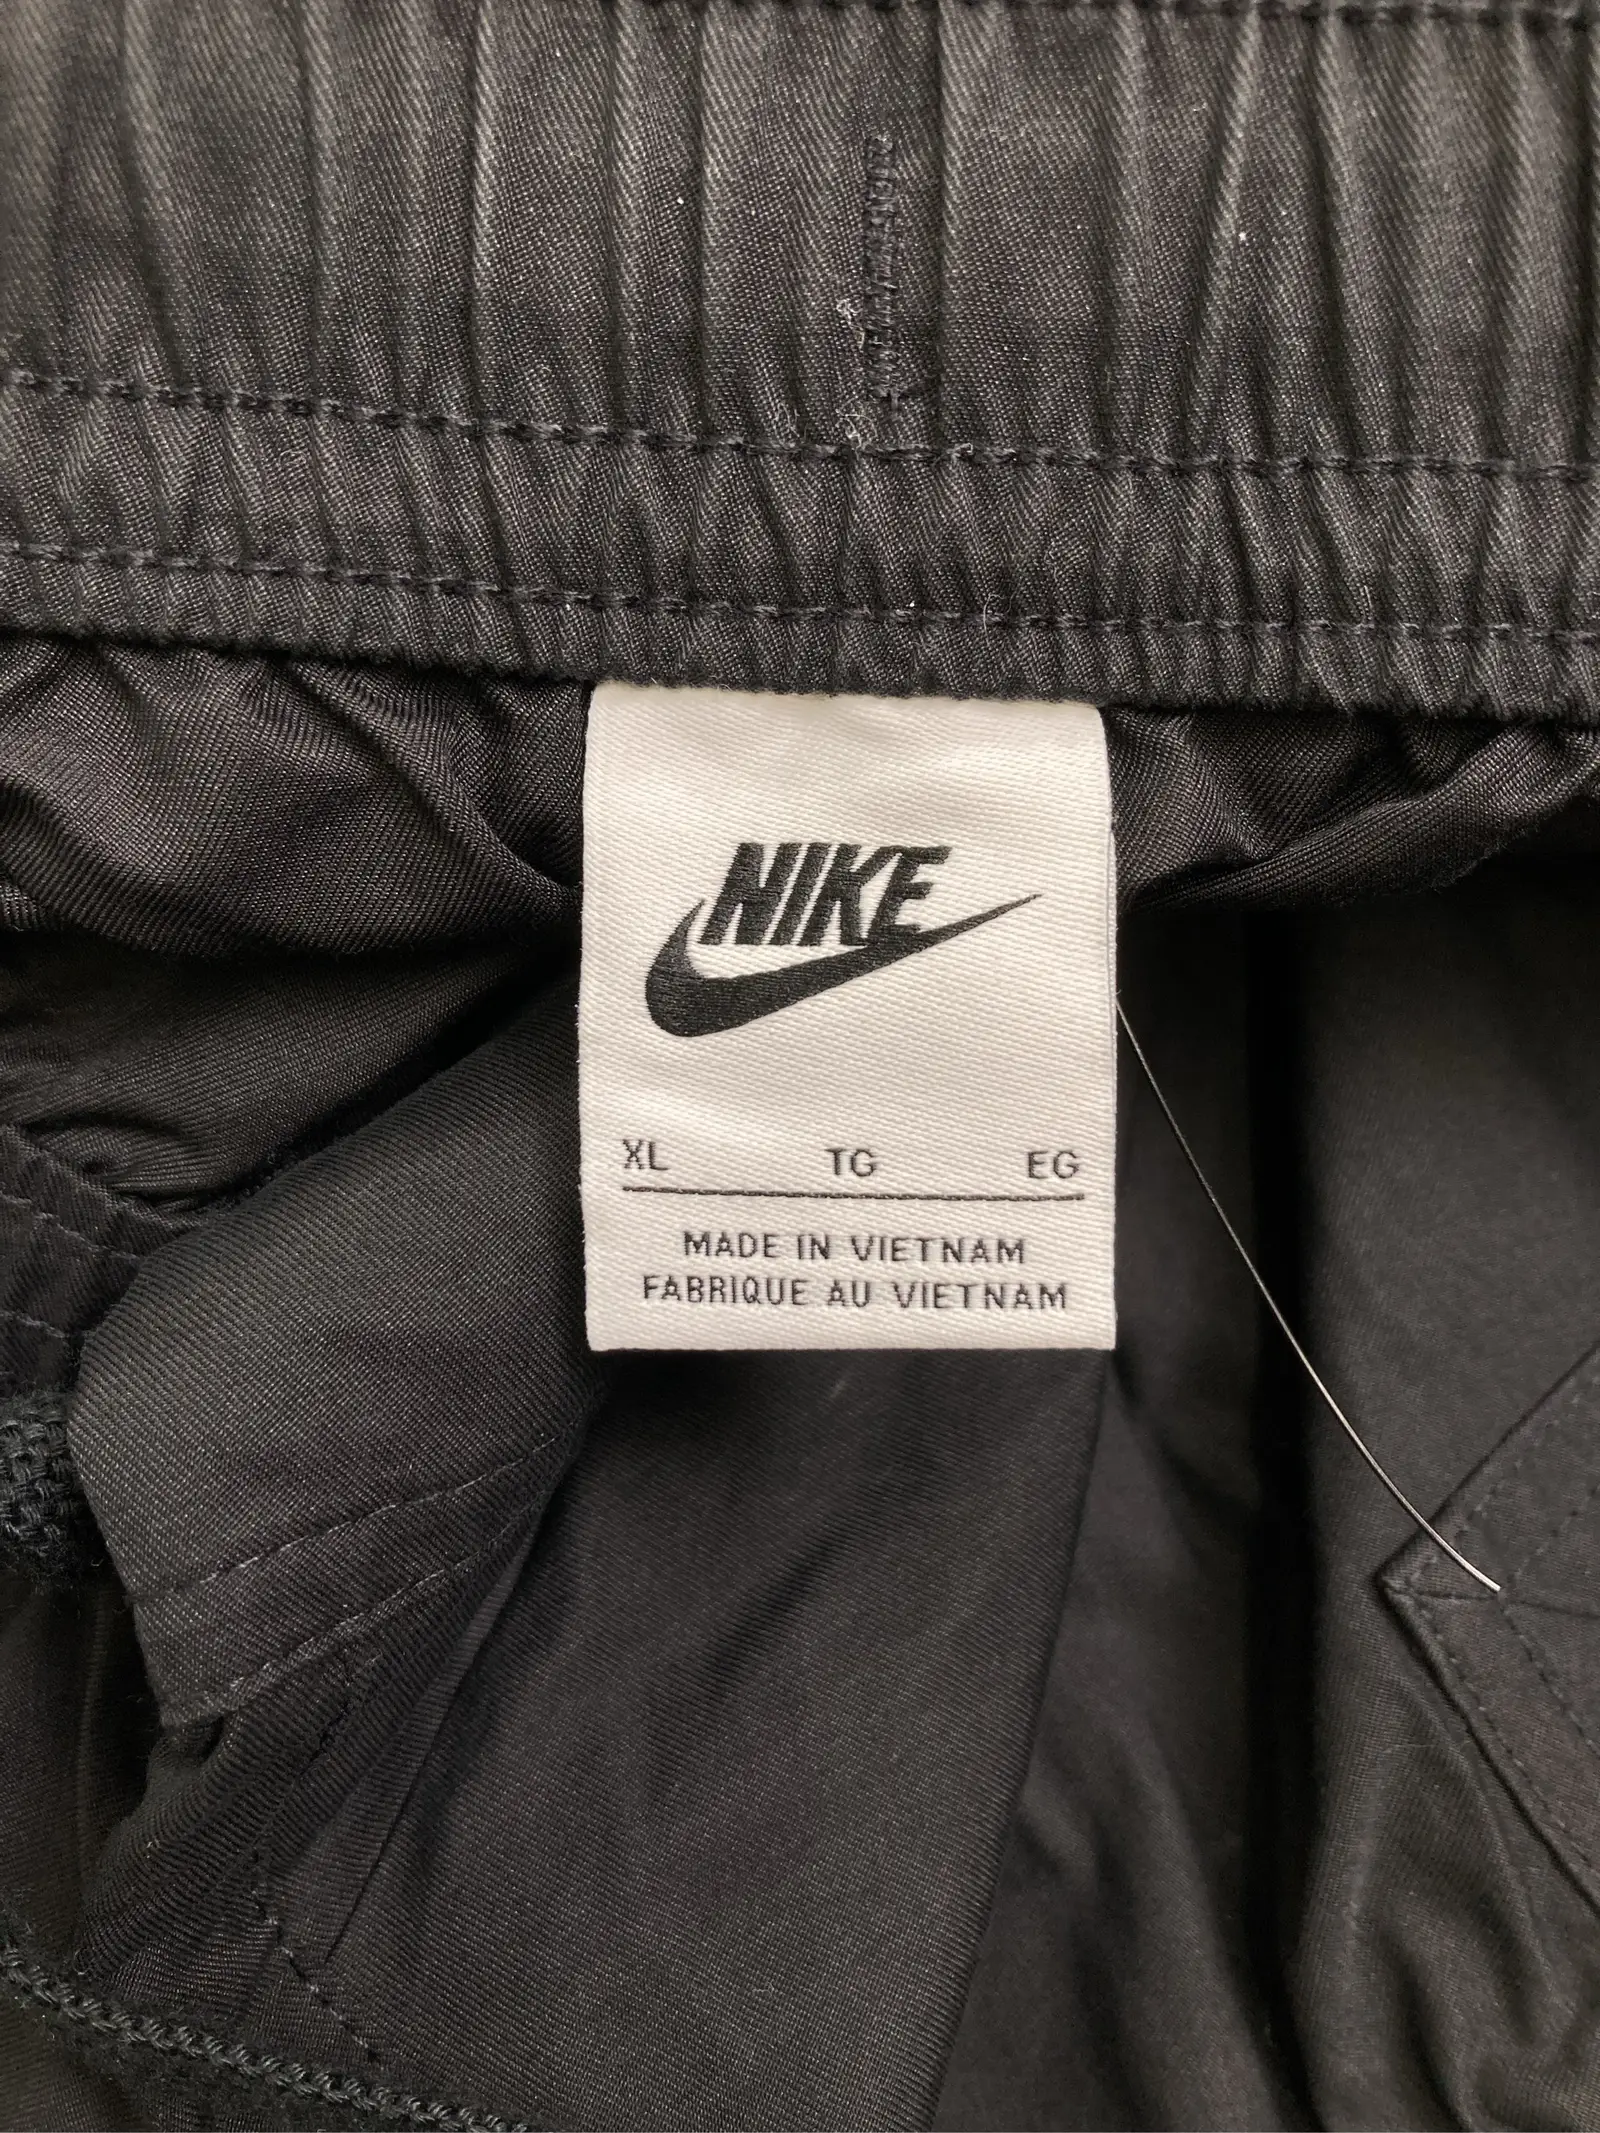 NIKE
XL TG EG
MADE IN VIETNAM
FABRIQUE AU VIETNAM